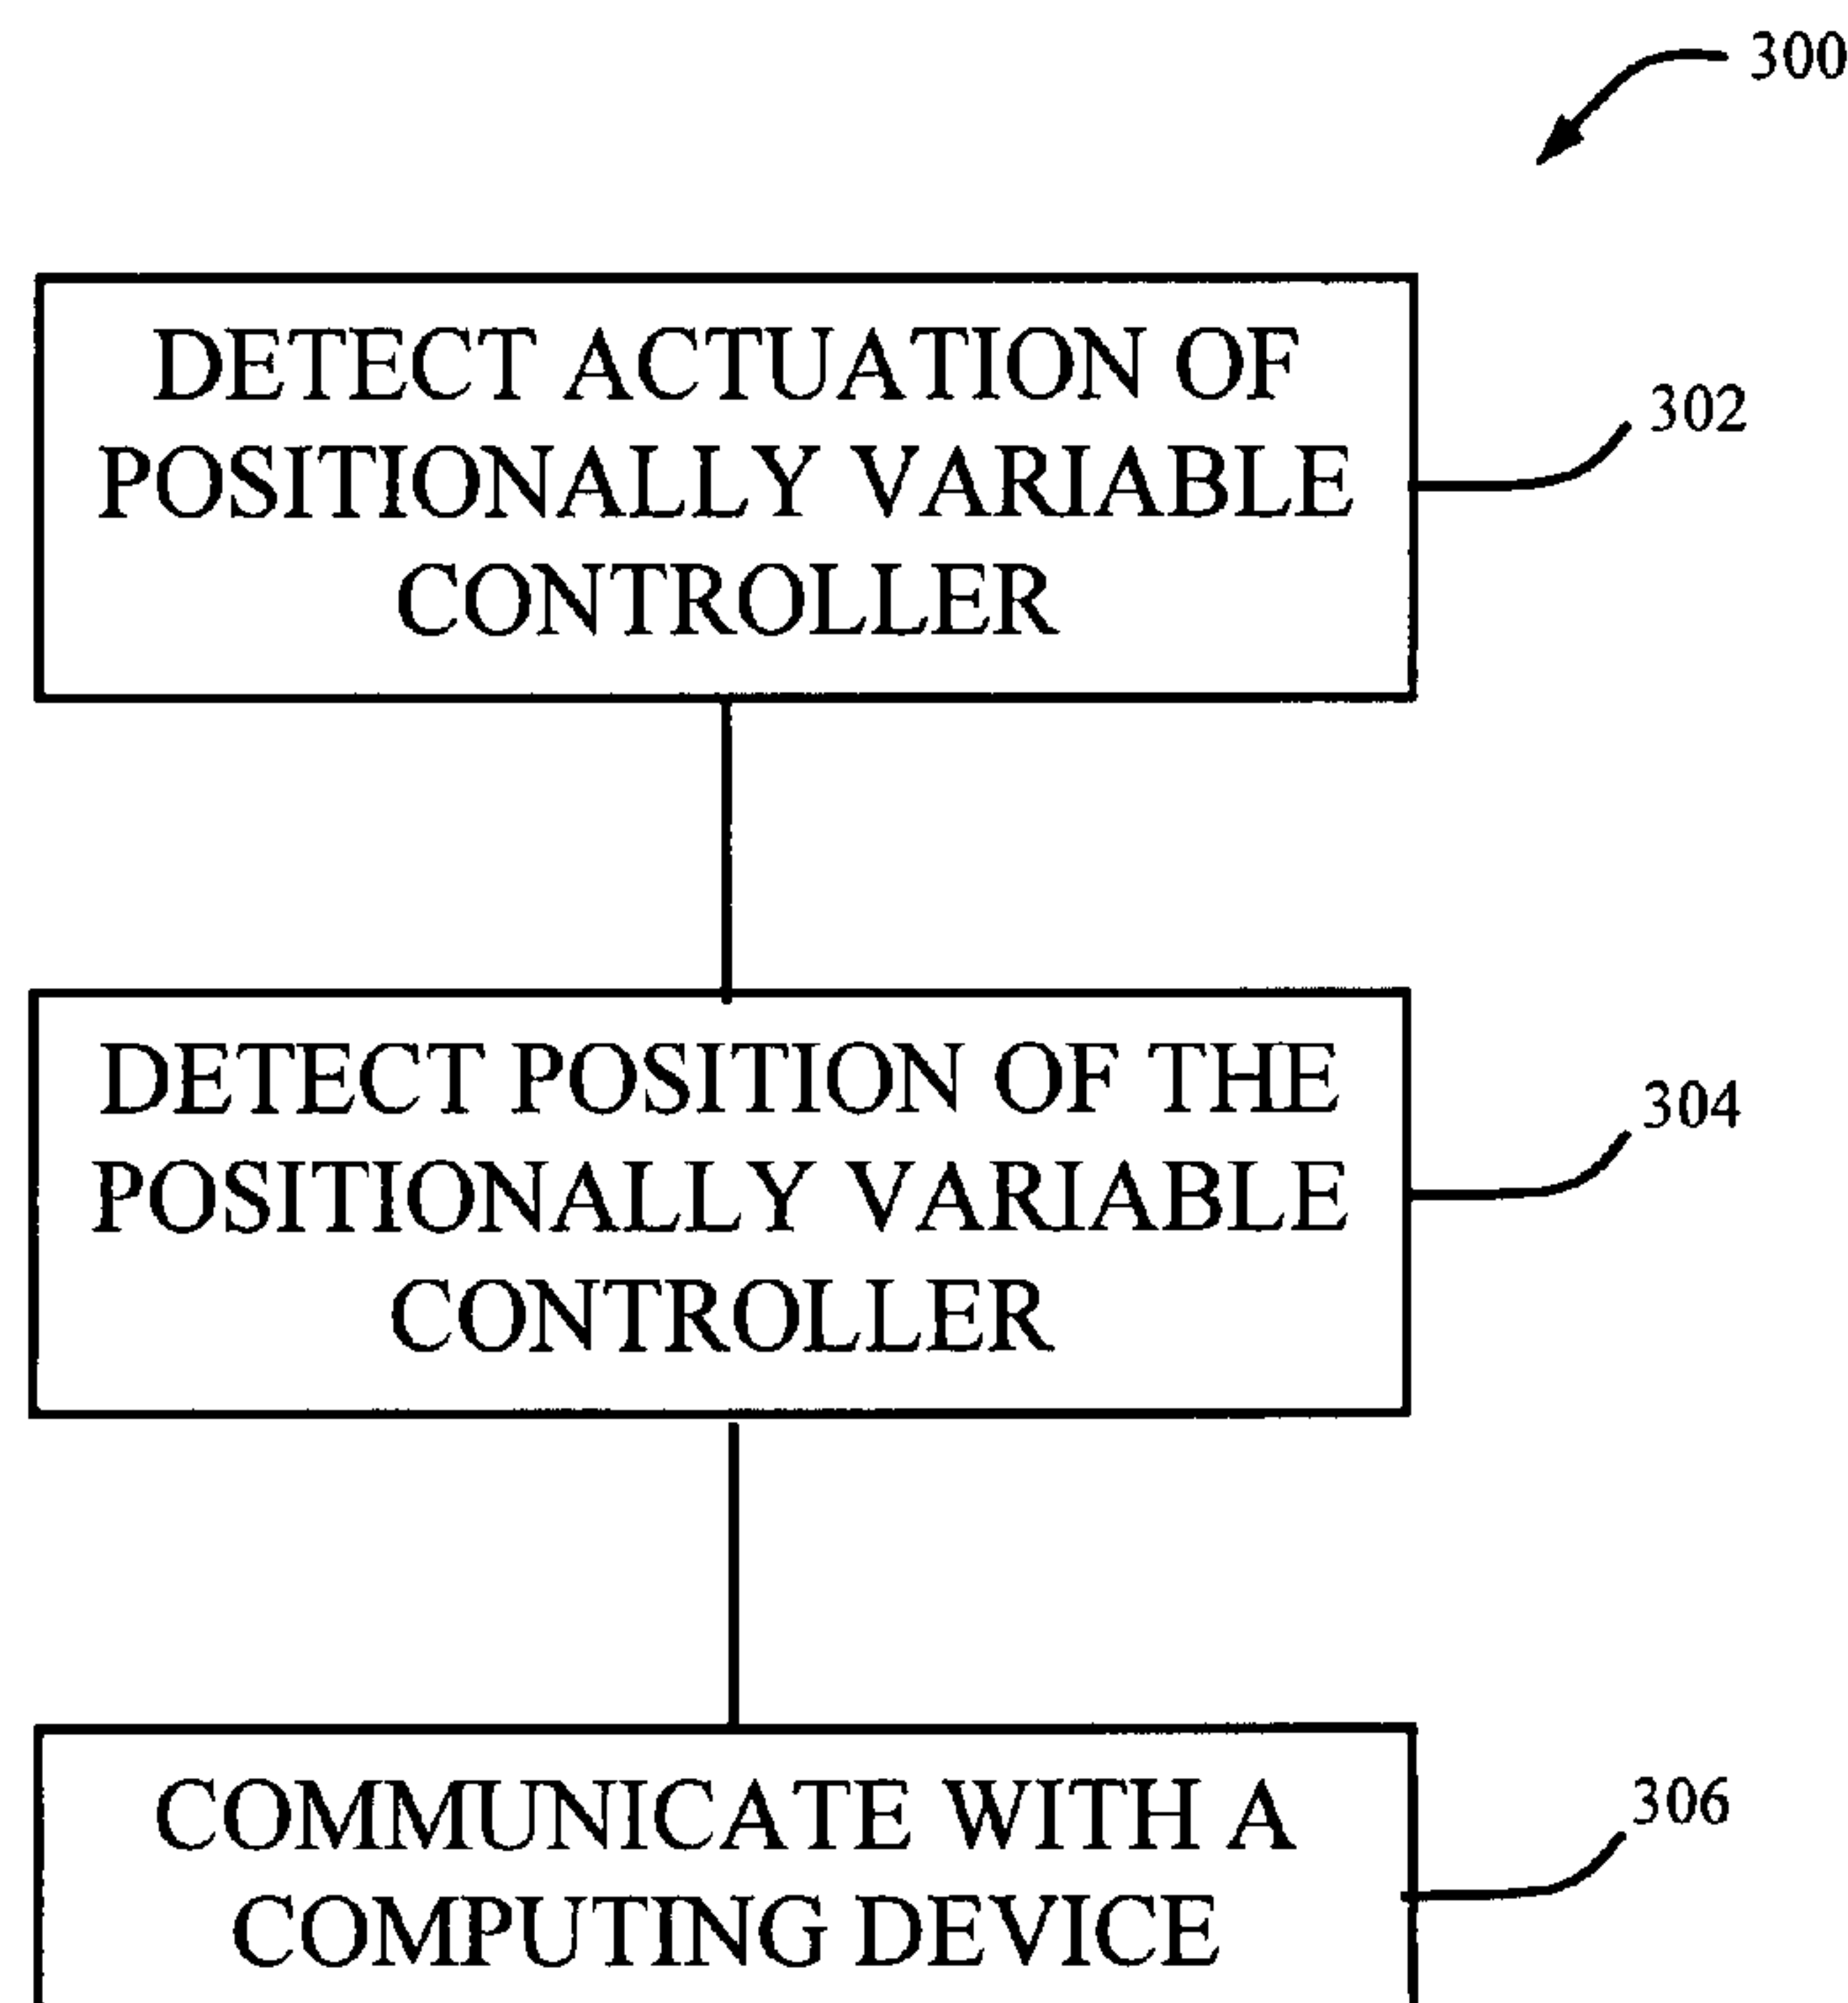 300
DETECT ACTUATION OF
POSITIONALLY VARIABLE
CONTROLLER
302
DETECT POSITION OF THE
POSITIONALLY VARIABLE
CONTROLLER
304
COMMUNICATE WITH A
COMPUTING DEVICE
306